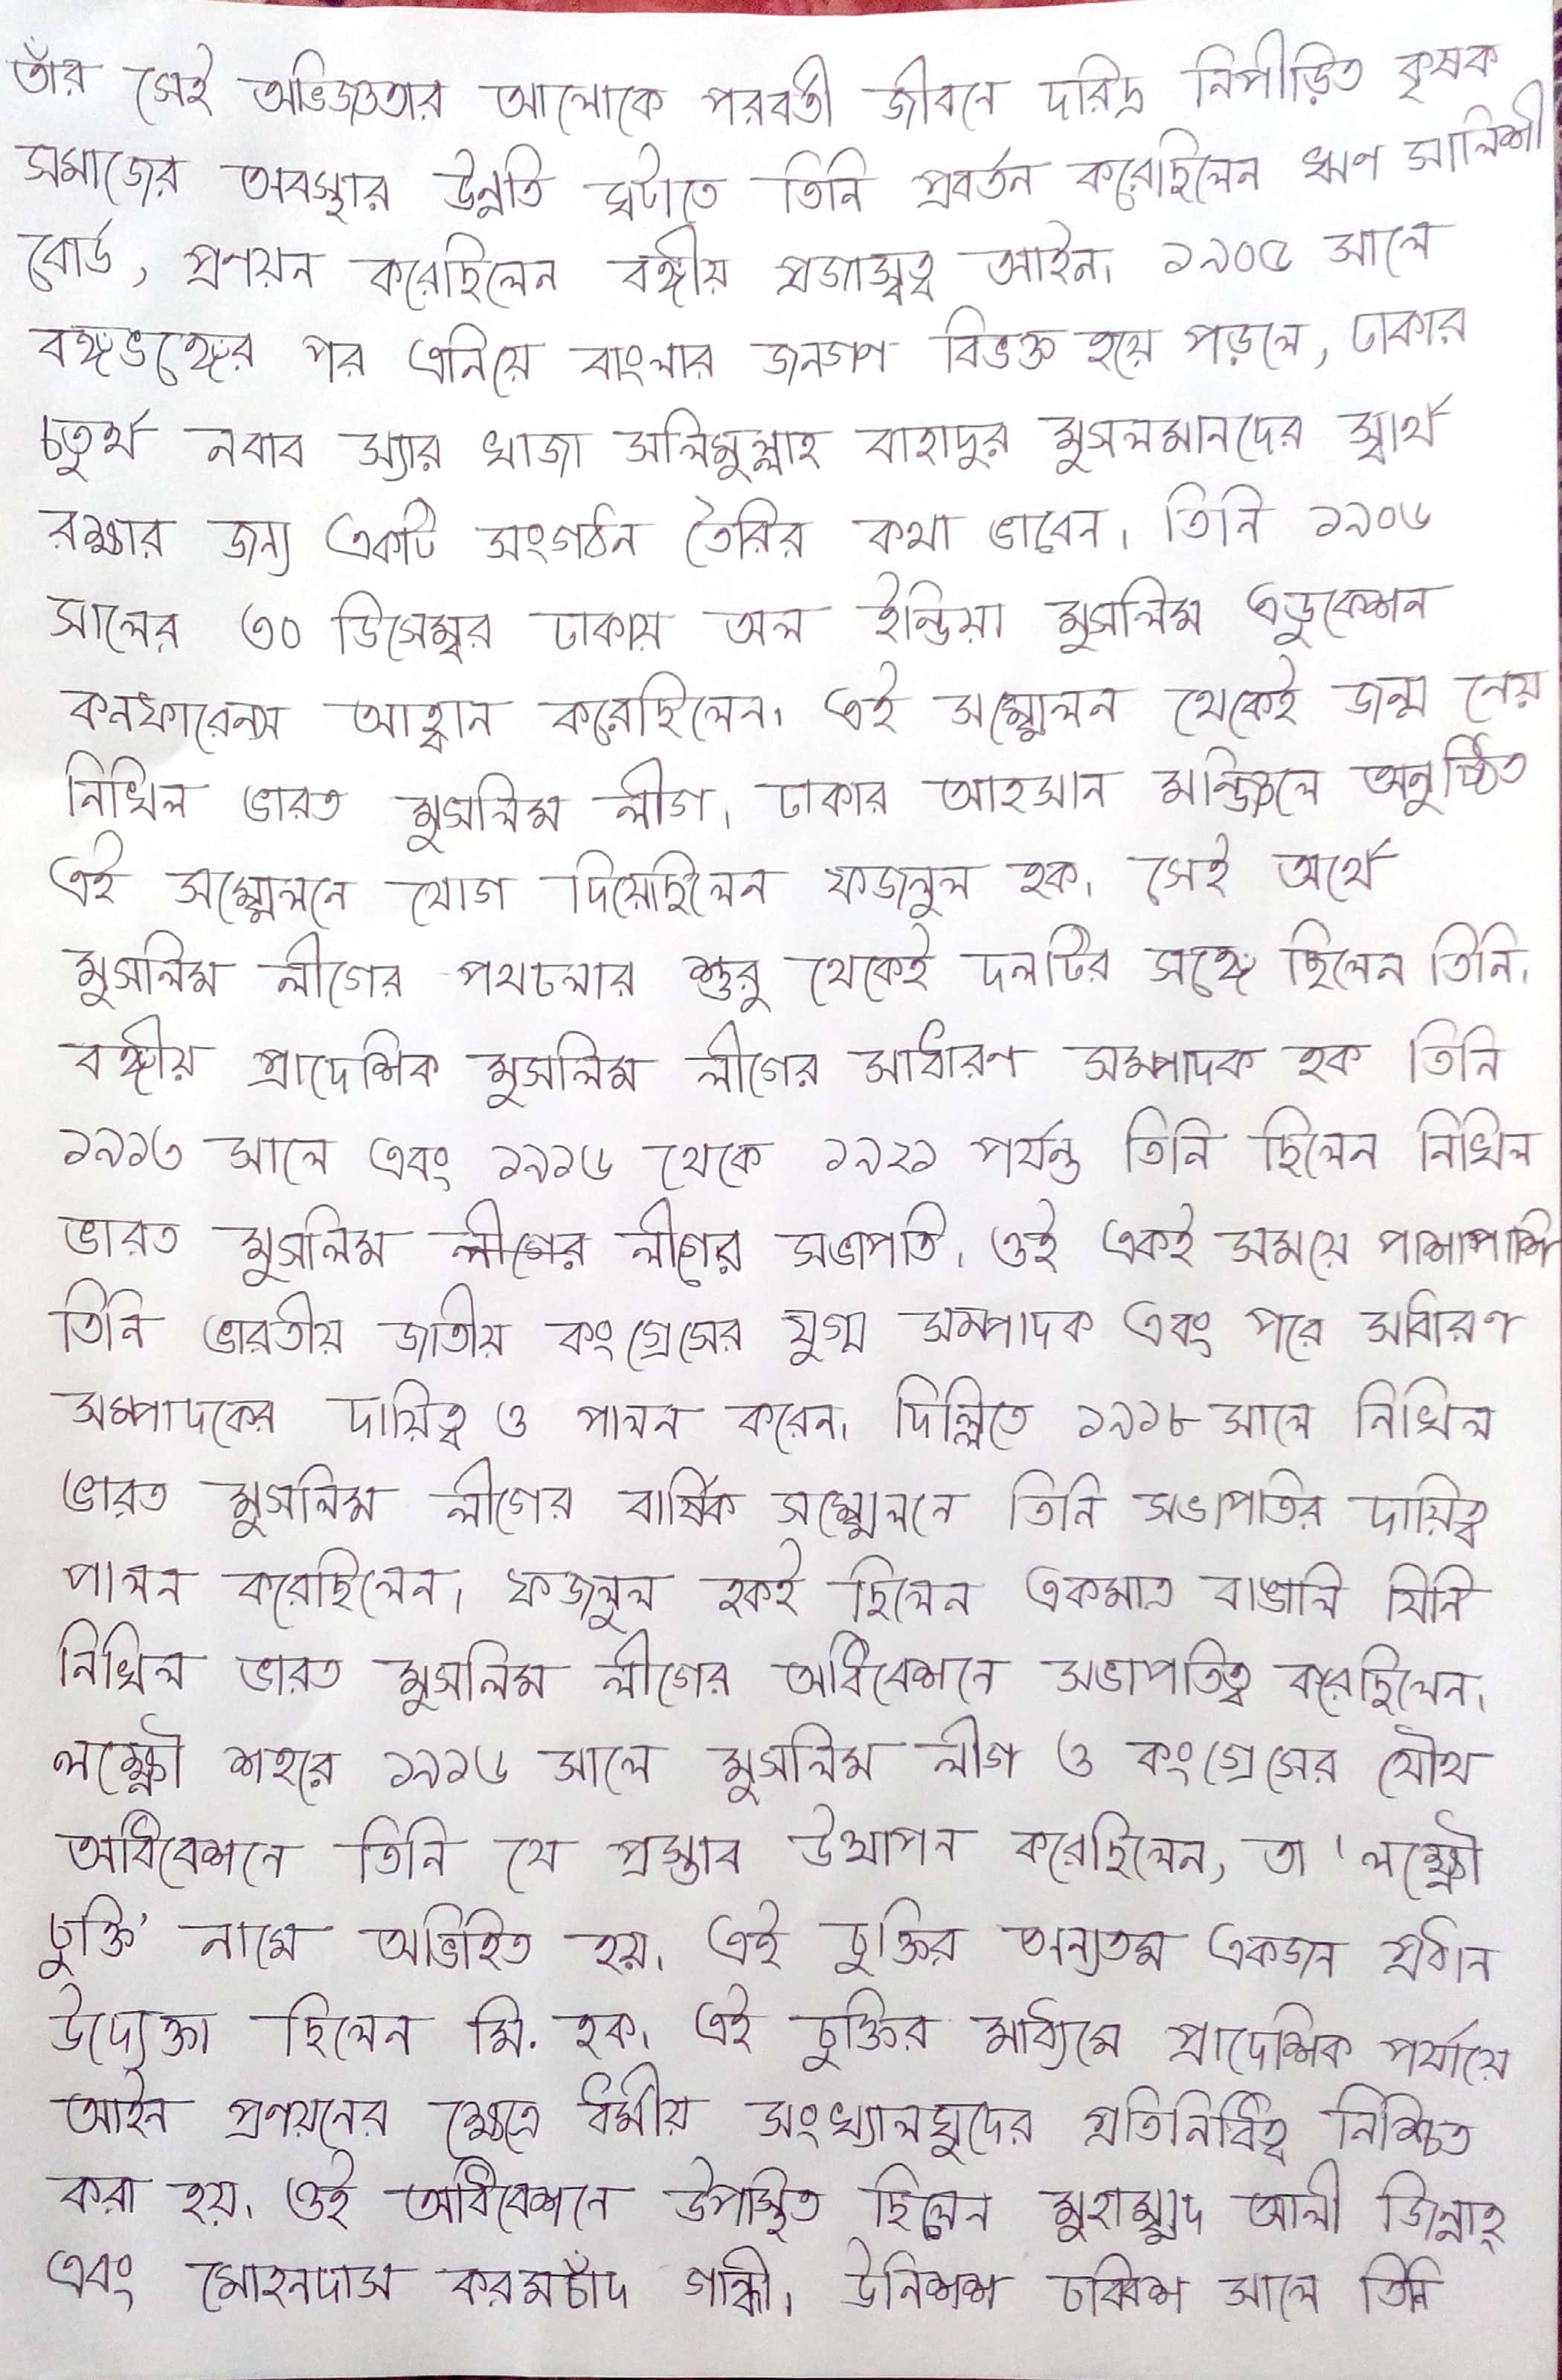 তাঁর সেই অভিজ্ঞতার আলোকে পরবর্তী জীবনে দরিদ্র নিপীড়িত কৃষক
সমাজের অবস্থার উন্নতি ঘটাতে তিনি প্রবর্তন করেছিলেন ঋণ সালিশী
বোর্ড, প্রণয়ন করেছিলেন বঙ্গীয় প্রজাস্বত্ব আইন। ১৯০৫ সালে
বঙ্গভঙ্গের পর এনিয়ে বাংলার জনগণ বিভক্ত হয়ে পড়লে, ঢাকার
চতুর্থ নবাব স্যার খাজা সলিমুল্লাহ বাহাদুর মুসলমানদের স্বার্থ
রক্ষার জন্য একটি সংগঠন তৈরির কথা ভাবেন। তিনি ১৯০৬
সালের ৩০ ডিসেম্বর ঢাকায় অল ইন্ডিয়া মুসলিম এডুকেশন
কনফারেন্স আহ্বান করেছিলেন। এই সম্মেলন থেকেই জন্ম নেয়
নিখিল ভারত মুসলিম লীগ। ঢাকার আহসান মঞ্জিলে অনুষ্ঠিত
এই সম্মেলনে যোগ দিয়েছিলেন ফজলুল হক। সেই অর্থে
মুসলিম লীগের পথচলার শুরু থেকেই দলটির সঙ্গে ছিলেন তিনি।
বঙ্গীয় প্রাদেশিক মুসলিম লীগের সাধারণ সম্পাদক হক তিনি
১৯১৩ সালে এবং ১৯১৬ থেকে ১৯২১ পর্যন্ত তিনি ছিলেন নিখিল
ভারত মুসলিম লীগের লীগের সভাপতি। ওই একই সময়ে পাশাপাশি
তিনি ভারতীয় জাতীয় কংগ্রেসের যুগ্ম সম্পাদক এবং পরে সাধারণ
সম্পাদকের দায়িত্ব ও পালন করেন। দিল্লিতে ১৯১৮ সালে নিখিল
ভারত মুসলিম লীগের বার্ষিক সম্মেলনে তিনি সভাপতির দায়িত্ব
পালন করেছিলেন। ফজলুল হকই ছিলেন একমাত্র বাঙালি যিনি
নিখিল ভারত মুসলিম লীগের অধিবেশনে সভাপতিত্ব করেছিলেন।
লক্ষ্ণৌ শহরে ১৯১৬ সালে মুসলিম লীগ ও কংগ্রেসের যৌথ
অধিবেশনে তিনি যে প্রস্তাব উত্থাপন করেছিলেন, তা 'লক্ষ্ণৌ
চুক্তি' নামে অভিহিত হয়। এই চুক্তির অন্যতম একজন প্রধান
উদ্যেক্তা ছিলেন মি. হক। এই চুক্তির মাধ্যমে প্রাদেশিক পর্যায়ে
আইন প্রণয়নের ক্ষেত্রে ধর্মীয় সংখ্যালঘুদের প্রতিনিধিত্ব নিশ্চিত
করা হয়। ওই অধিবেশনে উপস্থিত ছিলেন মুহাম্মাদ আলী জিন্নাহ্
এবং মোহনদাস করমচাঁদ গান্ধী। উনিশশ চব্বিশ সালে তিনি